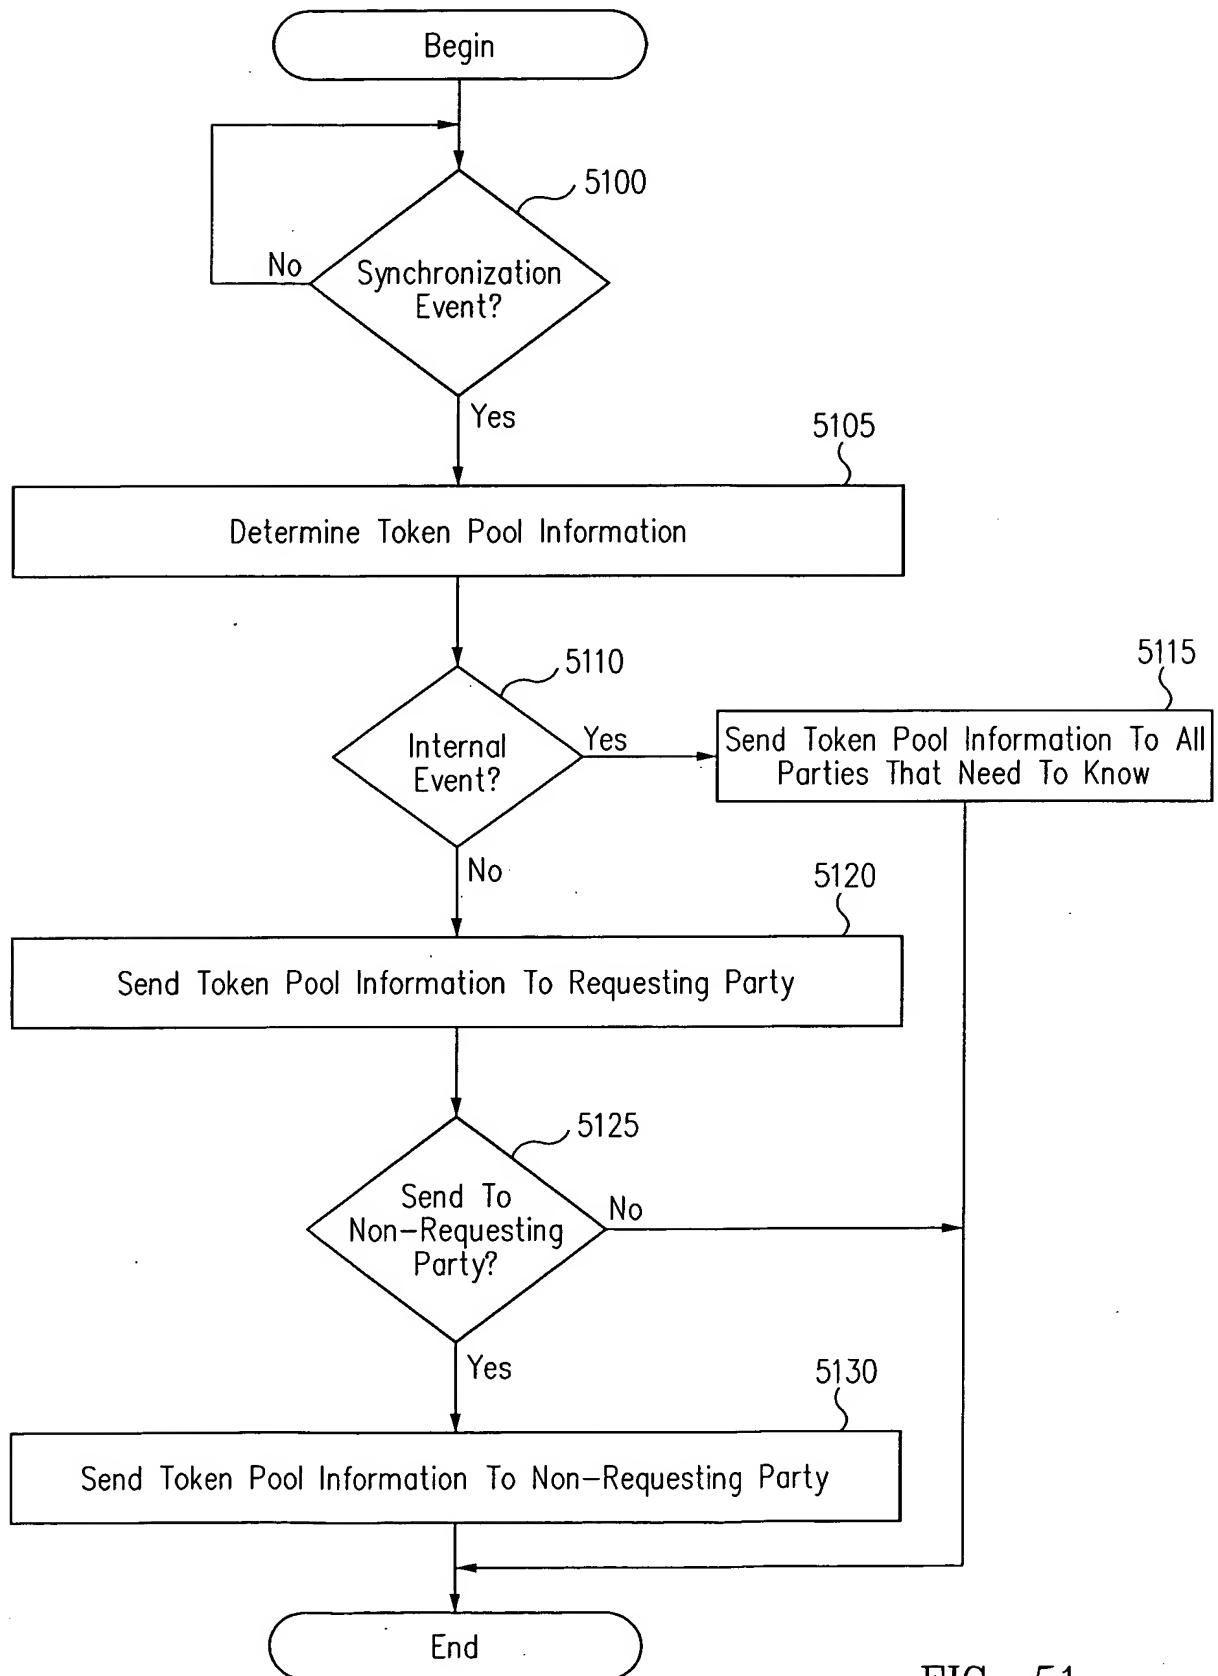 Begin
5100
No
Synchronization
Event?
Yes
5105
Determine Token Pool Information
5110
5115
Internal
Event?
Yes
Send Token Pool Information To All
Parties That Need To Know
No
5120
Send Token Pool Information To Requesting Party
5125
Send To
Non-Requesting
Party?
No
Yes
5130
Send Token Pool Information To Non-Requesting Party
End
FIG. 51